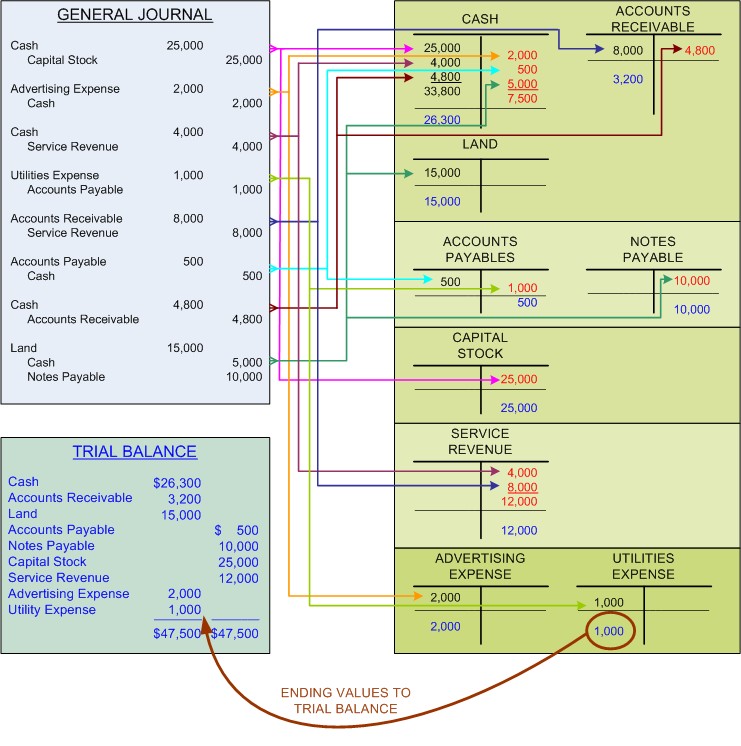 GENERAL JOURNAL
Cash 25,000
Capital Stock 25,000
Advertising Expense 2,000
Cash 2,000
Cash 4,000
Service Revenue 4,000
Utilities Expense 1,000
Accounts Payable 1,000
Accounts Receivable 8,000
Service Revenue 8,000
Accounts Payable 500
Cash 500
Cash 4,800
Accounts Receivable 4,800
Land 15,000
Cash 5,000
Notes Payable 10,000
TRIAL BALANCE
Cash $26,300
Accounts Receivable 3,200
Land 15,000
Accounts Payable $ 500
Notes Payable 10,000
Capital Stock 25,000
Service Revenue 12,000
Advertising Expense 2,000
Utility Expense 1,000
$47,500 $47,500
CASH
25,000
4,000 2,000
4,800 500
33,800 5,000
7,500
26,300
ACCOUNTS
RECEIVABLE
8,000 4,800
3,200
LAND
15,000
15,000
ACCOUNTS
PAYABLES
500 1,000
500
NOTES
PAYABLE
10,000
10,000
CAPITAL
STOCK
25,000
25,000
SERVICE
REVENUE
4,000
8,000
12,000
12,000
ADVERTISING
EXPENSE
2,000
2,000
UTILITIES
EXPENSE
1,000
1,000
ENDING VALUES TO
TRIAL BALANCE